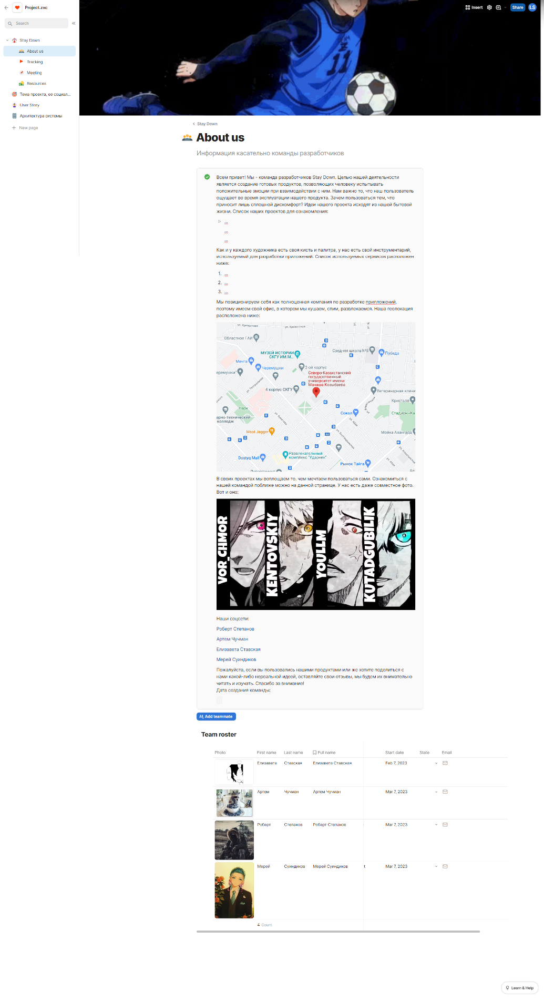 Project.zxc
Insert
Share
LS
Search
Stay Down
About us
Tracking
Meeting
Resources
Тема проекта, ее социал...
User Story
Архитектура системы
New page
11
Stay Down
About us
Информация касательно команды разработчиков
Всем привет! Мы - команда разработчиков Stay Down. Целью нашей деятельности
является создание готовых продуктов, позволяющих человеку испытывать
положительные эмоции при взаимодействии с ним. Нам важно то, что наш пользователь
ощущает во время эксплуатации нашего продукта. Зачем пользоваться тем, что
приносит лишь сплошной дискомфорт? Идеи нашего проекта исходят из нашей бытовой
жизни. Список наших проектов для ознакомления:
...
...
...
Как и у каждого художника есть своя кисть и палитра, у нас есть свой инструментарий,
используемый для разработки приложений. Список используемых сервисов расположен
ниже:
1. ...
2. ...
3. ...
Мы позиционируем себя как полноценная компания по разработке прилложений,
поэтому имеем свой офис, в котором мы кушаем, спим, развлекаемся. Наша геолокация
расположена ниже:
ул. Крепостная
ул. Крепостная
Областное ГАИ
МУЗЕЙ ИСТОРИИ
СКГУ ИМ.М...
Средняя школа №8
Победа
Мечта
Черемушки
2-ой корпус
еремушки"
Северо-Казахстанский
государственный
университет имени
Манаша Козыбаева
4 корпус СКГУ
Ветеринарная клини
Кристалл
Парк
Сокол
Стадион «Ка
арно-технический
колледж
Meat Jagger
Мойка Авангард
Развлекательный
комплекс "Ударник"
Dostyq Mall
Рынок Тайга
Департамент
В своих проектах мы воплощаем то, чем мечтаем пользоваться сами. Ознакомиться с
нашей командой поближе можно на данной странице. У нас есть даже совместное фото.
Вот и оно:
VOR_CHMOR
KENTOVSKIY
YOULLM
KUTADGUBILIK
Наши соцсети:
Роберт Степанов
Артем Чучман
Елизавета Ставская
Мерей Суиндиков
Пожалуйста, если вы пользовались нашими продуктами или же хотите поделиться с
нами какой-либо нереальной идеей, оставляйте свои отзывы, мы будем их внимательно
читать и изучать. Спасибо за внимание!
Дата создания команды:
Add teammate
Team roster
Photo First name Last name Full name Start date State Email
Елизавета Ставская Елизавета Ставская Feb 7, 2023
Артем Чучман Артем Чучман Mar 7, 2023
Роберт Степанов Роберт Степанов Mar 7, 2023
Мерей Суиндиков Мерей Суиндиков t Mar 7, 2023
4 Count
Learn & Help